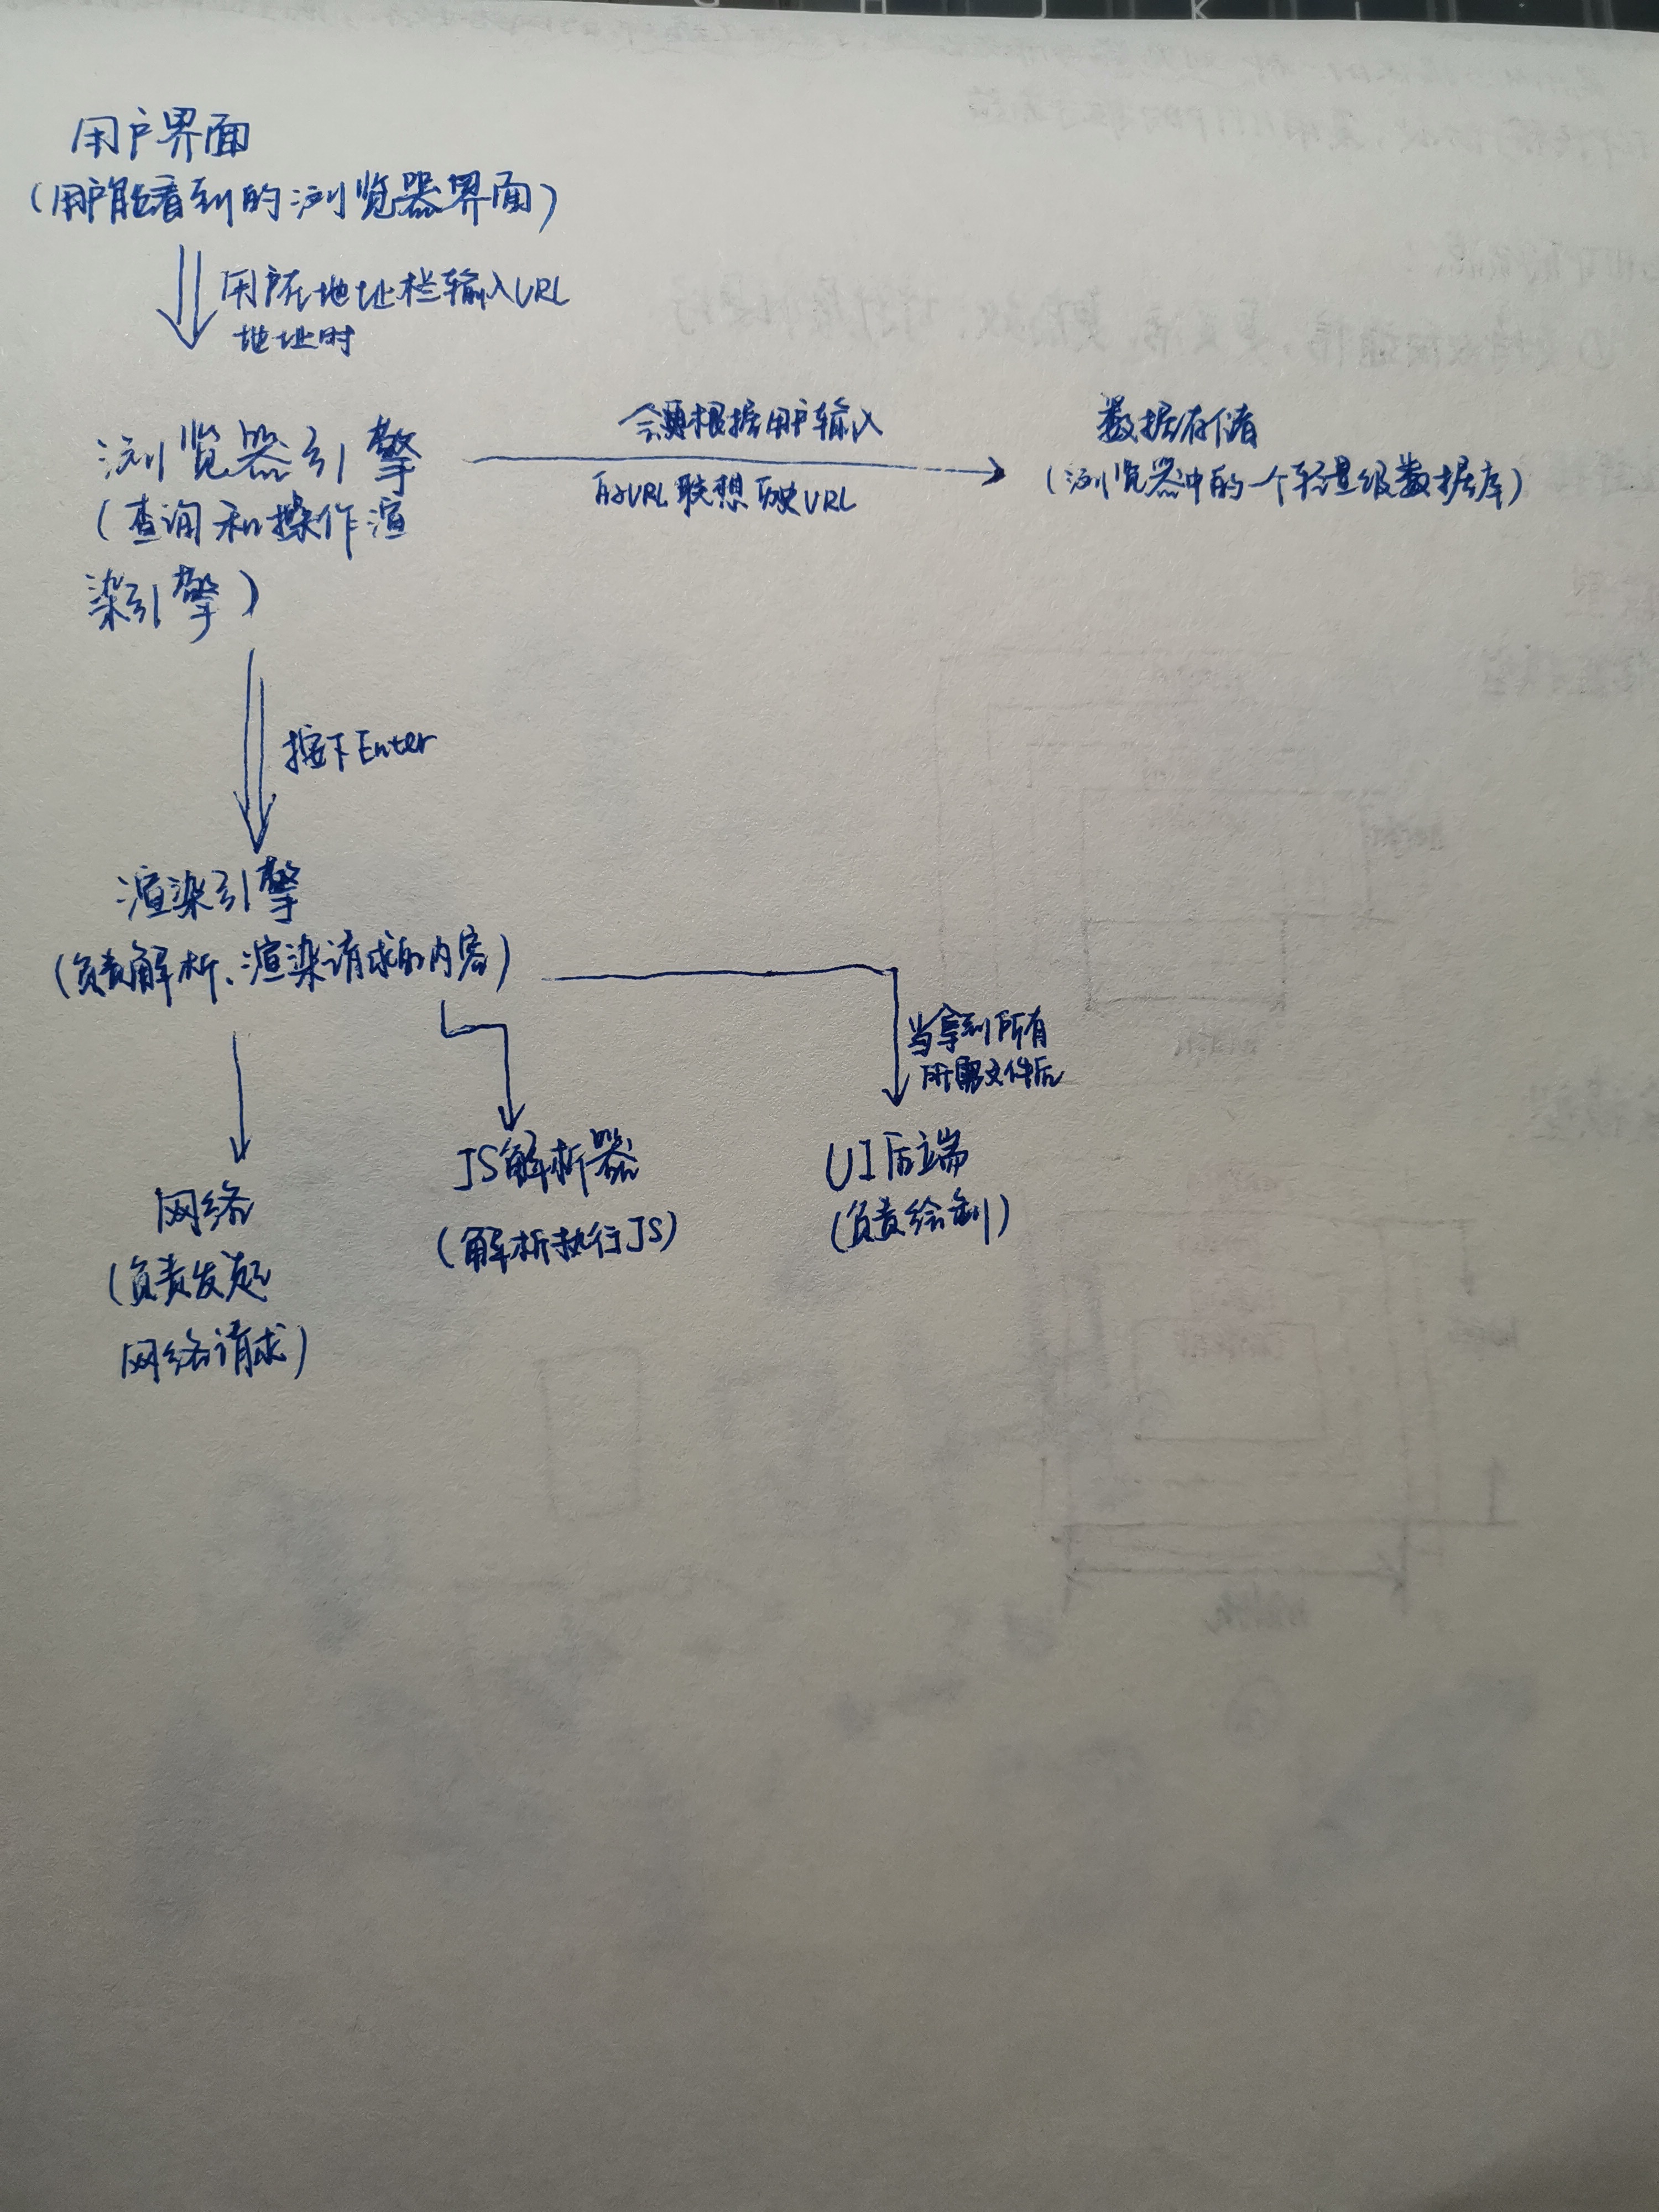 用户界面
(用户能看到的浏览器界面)
用户在地址栏输入URL
地址时
浏览器引擎
(查询和操作渲
染引擎)
会根据用户输入
的URL联想历史URL
数据存储
(浏览器中的一个轻量级数据库)
按下Enter
渲染引擎
(负责解析、渲染请求的内容)
当拿到所有
所需文件后
网络
(负责发起
网络请求)
JS解析器
(解析执行JS)
UI后端
(负责绘制)